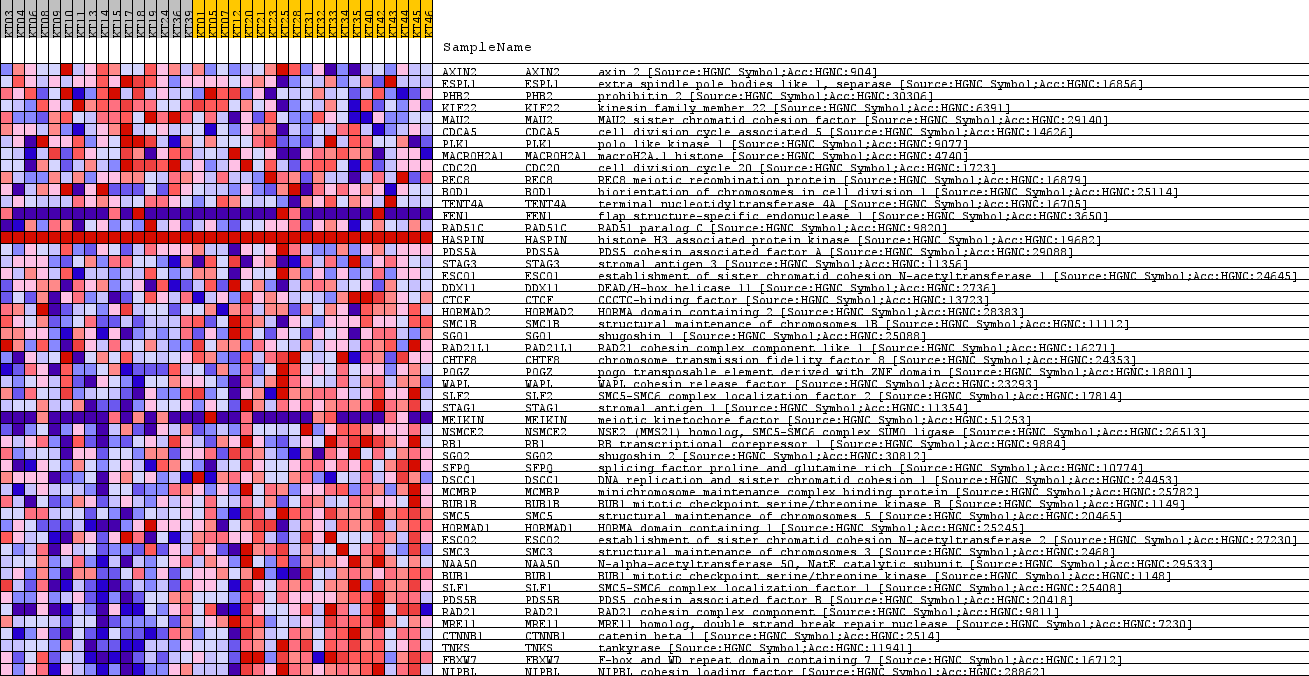 KT03 KT04 KT06 KT08 KT09 KT10 KT11 KT13 KT14 KT15 KT17 KT18 KT19 KT24 KT36 KT39 KT01 KT05 KT07 KT12 KT20 KT21 KT23 KT25 KT28 KT31 KT32 KT33 KT34 KT35 KT40 KT42 KT43 KT44 KT45 KT46
SampleName
AXIN2 AXIN2 axin 2 [Source:HGNC Symbol;Acc:HGNC:904]
ESPL1 ESPL1 extra spindle pole bodies like 1, separase [Source:HGNC Symbol;Acc:HGNC:16856]
PHB2 PHB2 prohibitin 2 [Source:HGNC Symbol;Acc:HGNC:30306]
KIF22 KIF22 kinesin family member 22 [Source:HGNC Symbol;Acc:HGNC:6391]
MAU2 MAU2 MAU2 sister chromatid cohesion factor [Source:HGNC Symbol;Acc:HGNC:29140]
CDCA5 CDCA5 cell division cycle associated 5 [Source:HGNC Symbol;Acc:HGNC:14626]
PLK1 PLK1 polo like kinase 1 [Source:HGNC Symbol;Acc:HGNC:9077]
MACROH2A1 MACROH2A1 macroH2A.1 histone [Source:HGNC Symbol;Acc:HGNC:4740]
CDC20 CDC20 cell division cycle 20 [Source:HGNC Symbol;Acc:HGNC:1723]
REC8 REC8 REC8 meiotic recombination protein [Source:HGNC Symbol;Acc:HGNC:16879]
BOD1 BOD1 biorientation of chromosomes in cell division 1 [Source:HGNC Symbol;Acc:HGNC:25114]
TENT4A TENT4A terminal nucleotidyltransferase 4A [Source:HGNC Symbol;Acc:HGNC:16705]
FEN1 FEN1 flap structure-specific endonuclease 1 [Source:HGNC Symbol;Acc:HGNC:3650]
RAD51C RAD51C RAD51 paralog C [Source:HGNC Symbol;Acc:HGNC:9820]
HASPIN HASPIN histone H3 associated protein kinase [Source:HGNC Symbol;Acc:HGNC:19682]
PDS5A PDS5A PDS5 cohesin associated factor A [Source:HGNC Symbol;Acc:HGNC:29088]
STAG3 STAG3 stromal antigen 3 [Source:HGNC Symbol;Acc:HGNC:11356]
ESCO1 ESCO1 establishment of sister chromatid cohesion N-acetyltransferase 1 [Source:HGNC Symbol;Acc:HGNC:24645]
DDX11 DDX11 DEAD/H-box helicase 11 [Source:HGNC Symbol;Acc:HGNC:2736]
CTCF CTCF CCCTC-binding factor [Source:HGNC Symbol;Acc:HGNC:13723]
HORMAD2 HORMAD2 HORMA domain containing 2 [Source:HGNC Symbol;Acc:HGNC:28383]
SMC1B SMC1B structural maintenance of chromosomes 1B [Source:HGNC Symbol;Acc:HGNC:11112]
SGO1 SGO1 shugoshin 1 [Source:HGNC Symbol;Acc:HGNC:25088]
RAD21L1 RAD21L1 RAD21 cohesin complex component like 1 [Source:HGNC Symbol;Acc:HGNC:16271]
CHTF8 CHTF8 chromosome transmission fidelity factor 8 [Source:HGNC Symbol;Acc:HGNC:24353]
POGZ POGZ pogo transposable element derived with ZNF domain [Source:HGNC Symbol;Acc:HGNC:18801]
WAPL WAPL WAPL cohesin release factor [Source:HGNC Symbol;Acc:HGNC:23293]
SLF2 SLF2 SMC5-SMC6 complex localization factor 2 [Source:HGNC Symbol;Acc:HGNC:17814]
STAG1 STAG1 stromal antigen 1 [Source:HGNC Symbol;Acc:HGNC:11354]
MEIKIN MEIKIN meiotic kinetochore factor [Source:HGNC Symbol;Acc:HGNC:51253]
NSMCE2 NSMCE2 NSE2 (MMS21) homolog, SMC5-SMC6 complex SUMO ligase [Source:HGNC Symbol;Acc:HGNC:26513]
RB1 RB1 RB transcriptional corepressor 1 [Source:HGNC Symbol;Acc:HGNC:9884]
SGO2 SGO2 shugoshin 2 [Source:HGNC Symbol;Acc:HGNC:30812]
SFPQ SFPQ splicing factor proline and glutamine rich [Source:HGNC Symbol;Acc:HGNC:10774]
DSCC1 DSCC1 DNA replication and sister chromatid cohesion 1 [Source:HGNC Symbol;Acc:HGNC:24453]
MCMBP MCMBP minichromosome maintenance complex binding protein [Source:HGNC Symbol;Acc:HGNC:25782]
BUB1B BUB1B BUB1 mitotic checkpoint serine/threonine kinase B [Source:HGNC Symbol;Acc:HGNC:1149]
SMC5 SMC5 structural maintenance of chromosomes 5 [Source:HGNC Symbol;Acc:HGNC:20465]
HORMAD1 HORMAD1 HORMA domain containing 1 [Source:HGNC Symbol;Acc:HGNC:25245]
ESCO2 ESCO2 establishment of sister chromatid cohesion N-acetyltransferase 2 [Source:HGNC Symbol;Acc:HGNC:27230]
SMC3 SMC3 structural maintenance of chromosomes 3 [Source:HGNC Symbol;Acc:HGNC:2468]
NAA50 NAA50 N-alpha-acetyltransferase 50, NatE catalytic subunit [Source:HGNC Symbol;Acc:HGNC:29533]
BUB1 BUB1 BUB1 mitotic checkpoint serine/threonine kinase [Source:HGNC Symbol;Acc:HGNC:1148]
SLF1 SLF1 SMC5-SMC6 complex localization factor 1 [Source:HGNC Symbol;Acc:HGNC:25408]
PDS5B PDS5B PDS5 cohesin associated factor B [Source:HGNC Symbol;Acc:HGNC:20418]
RAD21 RAD21 RAD21 cohesin complex component [Source:HGNC Symbol;Acc:HGNC:9811]
MRE11 MRE11 MRE11 homolog, double strand break repair nuclease [Source:HGNC Symbol;Acc:HGNC:7230]
CTNNB1 CTNNB1 catenin beta 1 [Source:HGNC Symbol;Acc:HGNC:2514]
TNKS TNKS tankyrase [Source:HGNC Symbol;Acc:HGNC:11941]
FBXW7 FBXW7 F-box and WD repeat domain containing 7 [Source:HGNC Symbol;Acc:HGNC:16712]
NIPBL NIPBL NIPBL cohesin loading factor [Source:HGNC Symbol;Acc:HGNC:28862]